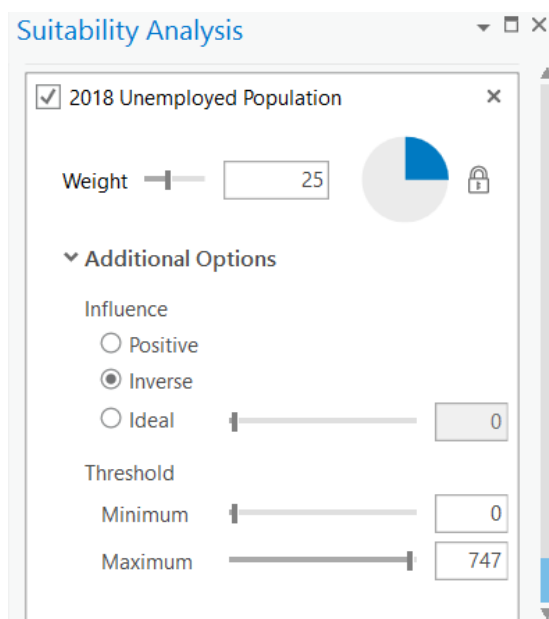 Suitability Analysis
2018 Unemployed Population
Weight 25
Additional Options
Influence
Positive
Inverse
Ideal 0
Threshold
Minimum 0
Maximum 747